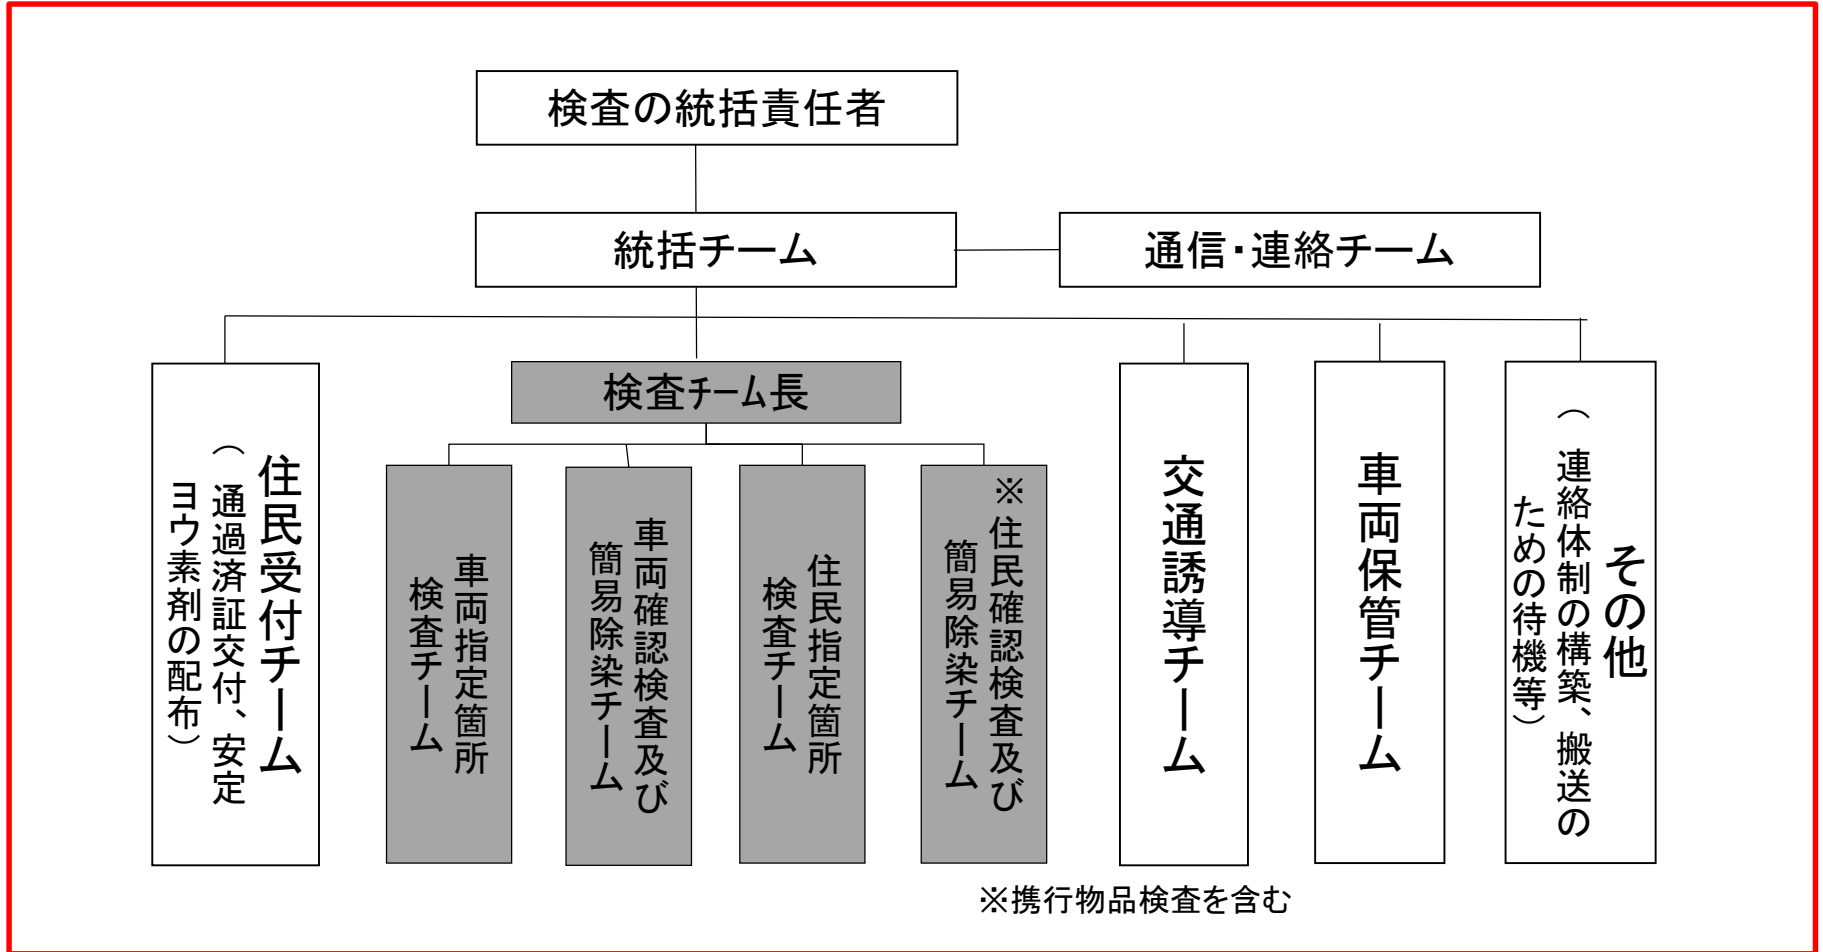 検査の統括責任者
統括チーム
通信・連絡チーム
住民受付チーム
（通過済証交付、安定
ヨウ素剤の配布）
検査ﾁｰﾑ長
車両指定箇所
検査チーム
車両確認検査及び
簡易除染チーム
住民指定箇所
検査チーム
※住民確認検査及び
簡易除染チーム
交通誘導チーム
車両保管チーム
その他
（連絡体制の構築、搬送の
ための待機等）
※携行物品検査を含む